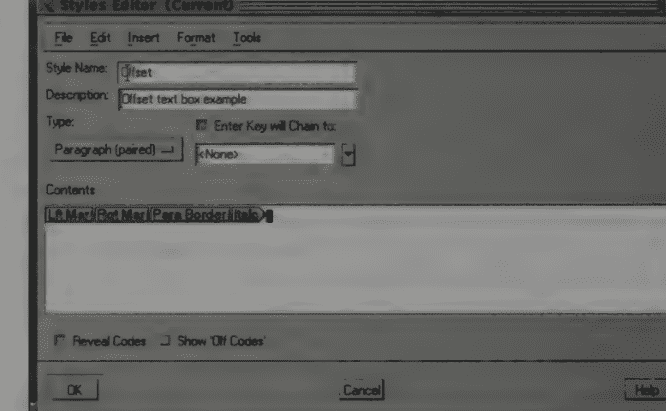 Styles Editor (Current)
File Edit Insert Format Tools
Style Name: Offset
Description: Offset text box example
Type: Enter Key will Chain to:
Paragraph (paired) <None>
Contents
Lft Mar Rgt Mar Para Border Italc
Reveal Codes Show 'Off Codes'
OK Cancel Help